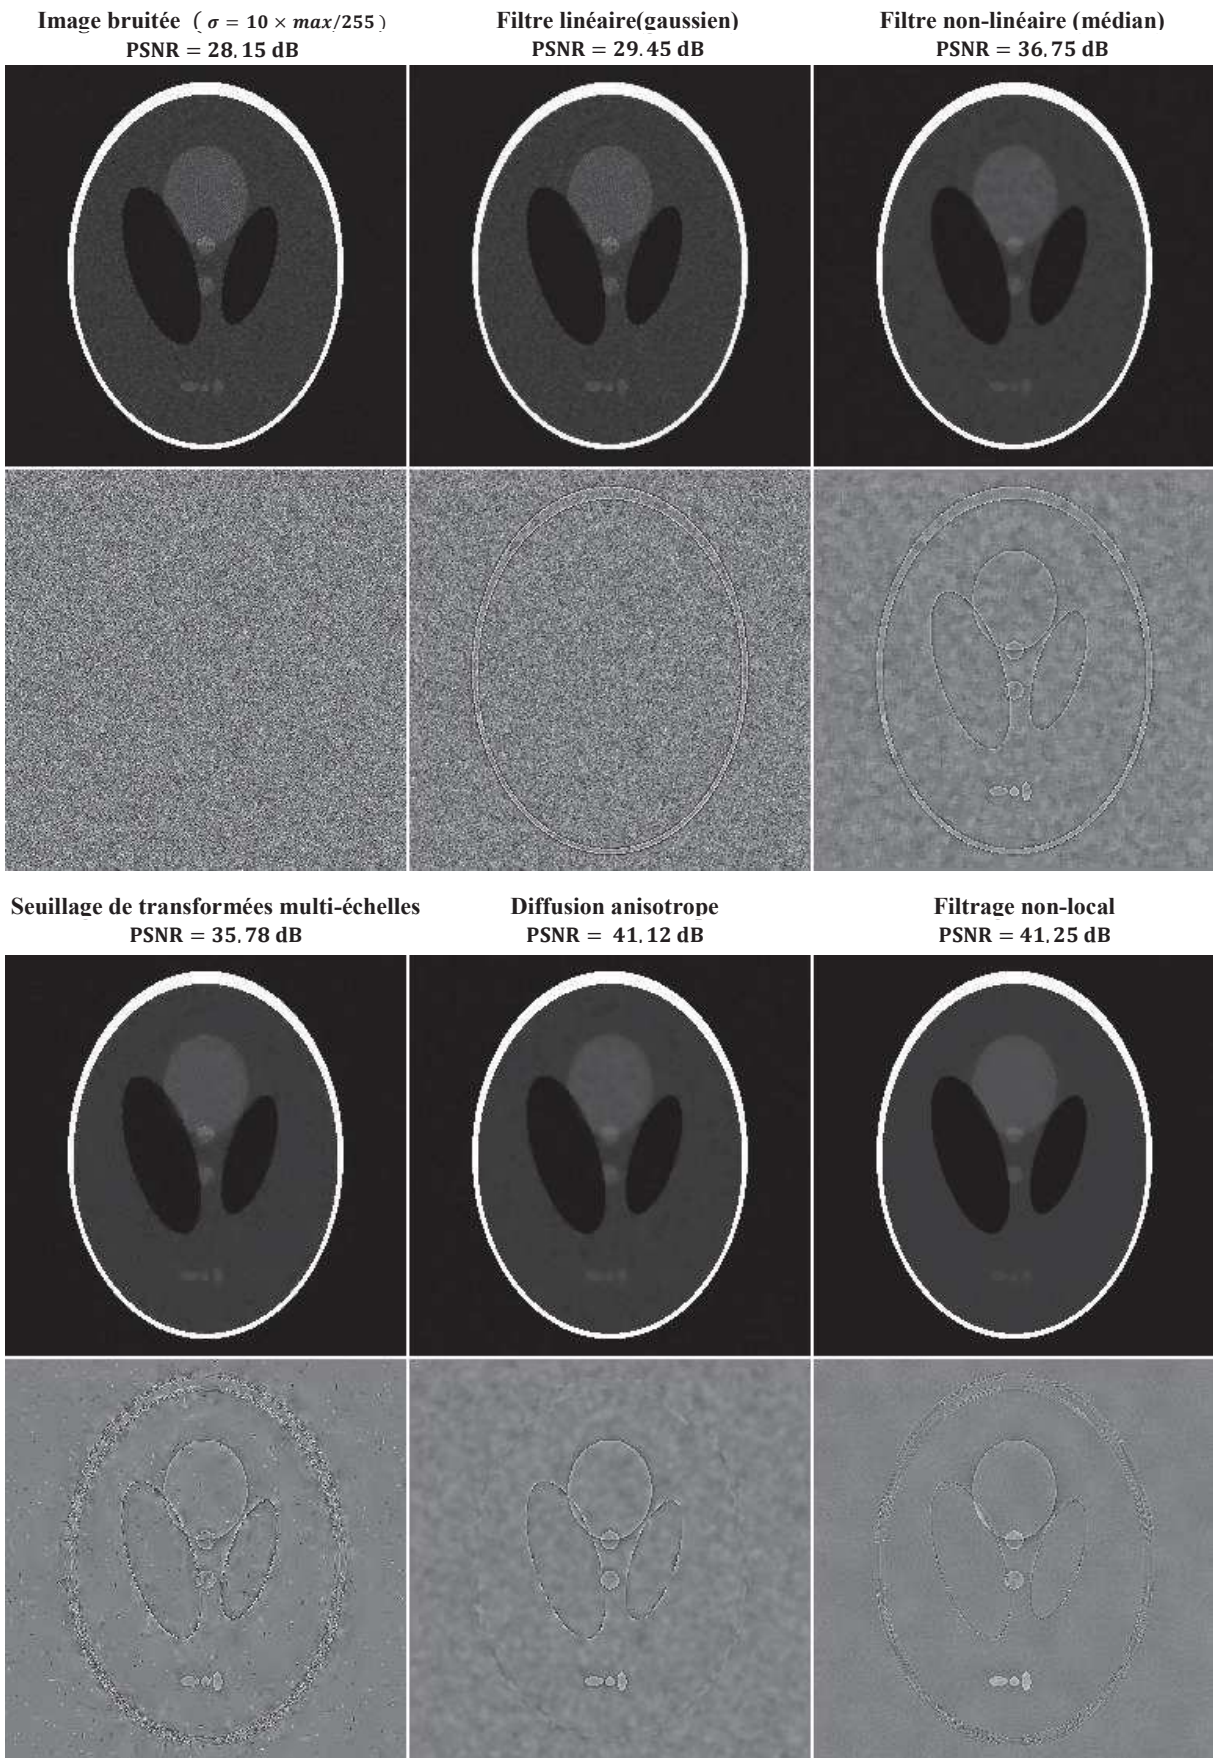 Image bruitée ( σ = 10 × max/255)
PSNR = 28,15 dB
Filtre linéaire(gaussien)
PSNR = 29,45 dB
Filtre non-linéaire (médian)
PSNR = 36,75 dB
Seuillage de transformées multi-échelles
PSNR = 35,78 dB
Diffusion anisotrope
PSNR = 41,12 dB
Filtrage non-local
PSNR = 41,25 dB